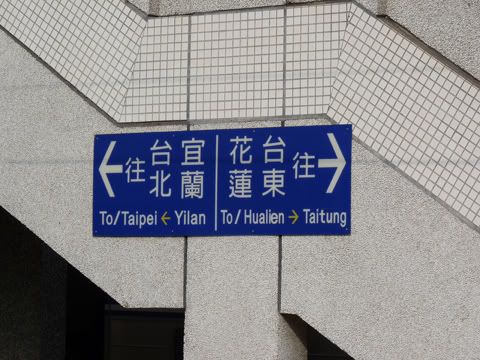 ←往 台北 宜蘭
To/Taipei ← Yilan
花蓮 台東 往→
To/Hualien → Taitung